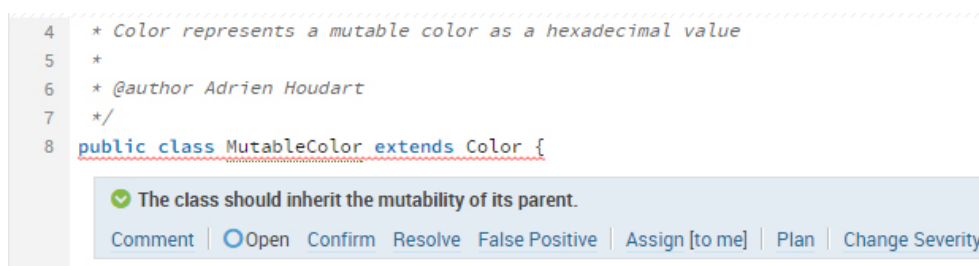 4 * Color represents a mutable color as a hexadecimal value
5 *
6 * @author Adrien Houdart
7 */
8 public class MutableColor extends Color {
The class should inherit the mutability of its parent.
Comment Open Confirm Resolve False Positive Assign [to me] Plan Change Severity